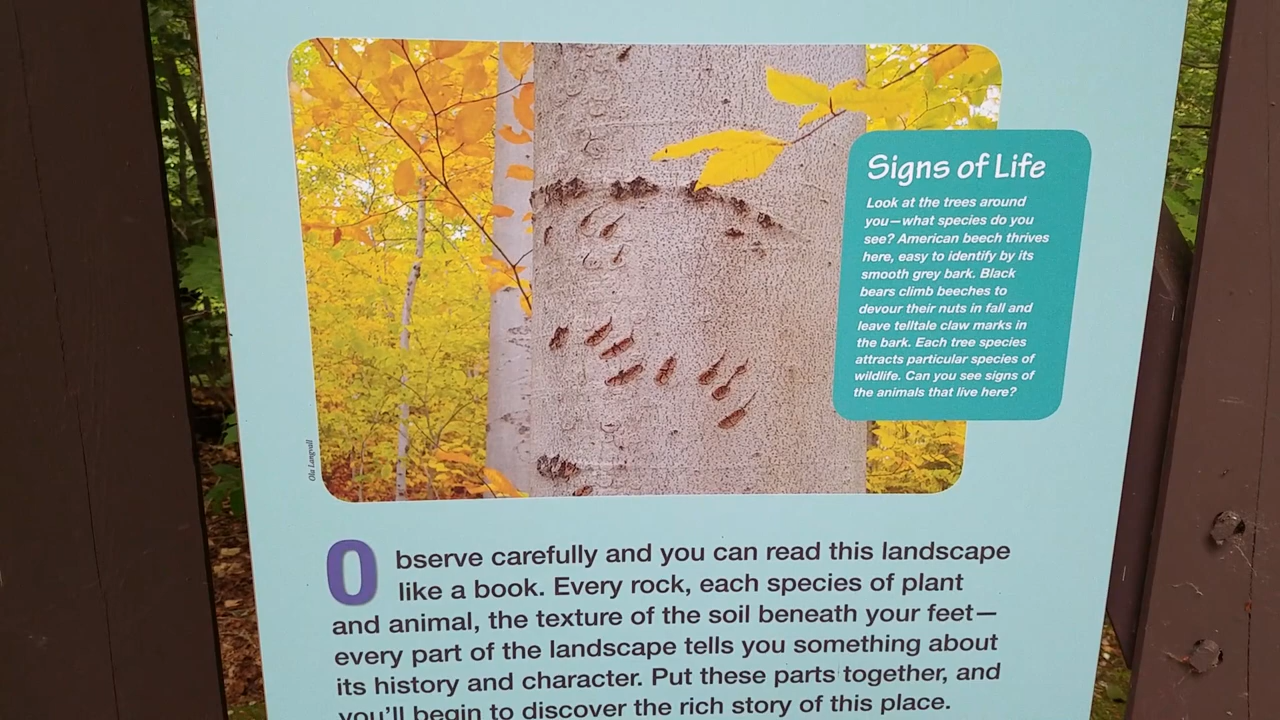 Signs of Life
Look at the trees around
you—what species do you
see? American beech thrives
here, easy to identify by its
smooth grey bark. Black
bears climb beeches to
devour their nuts in fall and
leave telltale claw marks in
the bark. Each tree species
attracts particular species of
wildlife. Can you see signs of
the animals that live here?
Ola Langvall
Observe carefully and you can read this landscape
like a book. Every rock, each species of plant
and animal, the texture of the soil beneath your feet—
every part of the landscape tells you something about
its history and character. Put these parts together, and
you'll begin to discover the rich story of this place.